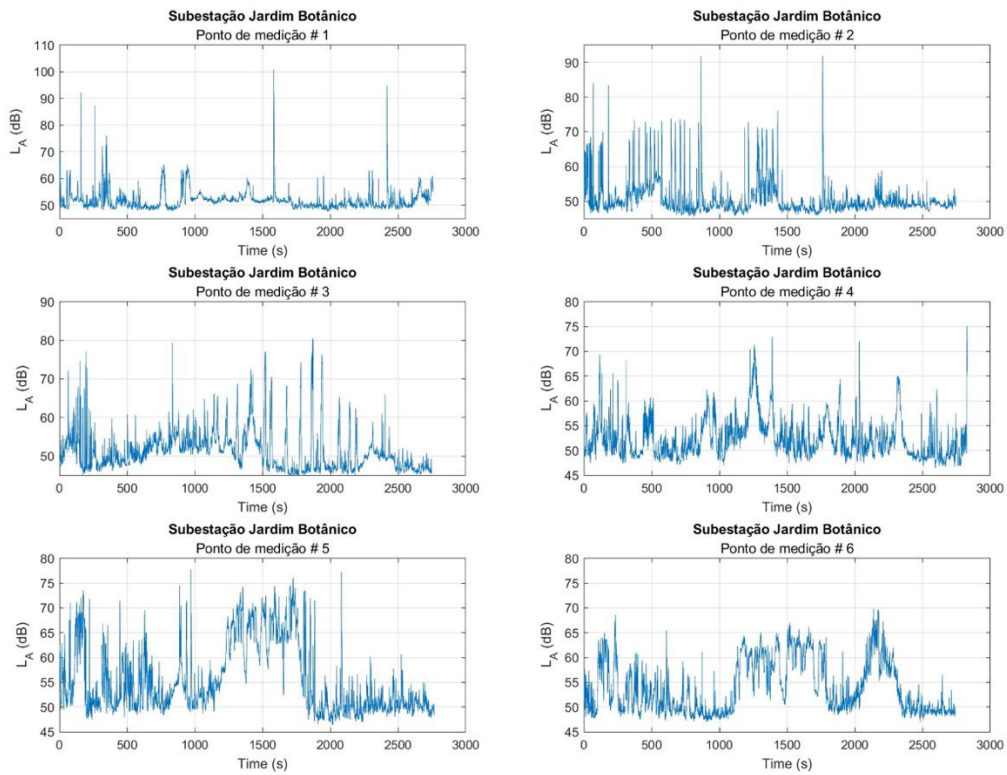 Subestação Jardim Botânico
Ponto de medição # 1
L_A (dB)
110
100
90
80
70
60
50
0 500 1000 1500 2000 2500 3000
Time (s)
Subestação Jardim Botânico
Ponto de medição # 2
L_A (dB)
90
80
70
60
50
0 500 1000 1500 2000 2500 3000
Time (s)
Subestação Jardim Botânico
Ponto de medição # 3
L_A (dB)
90
80
70
60
50
0 500 1000 1500 2000 2500 3000
Time (s)
Subestação Jardim Botânico
Ponto de medição # 4
L_A (dB)
80
75
70
65
60
55
50
45
0 500 1000 1500 2000 2500 3000
Time (s)
Subestação Jardim Botânico
Ponto de medição # 5
L_A (dB)
80
75
70
65
60
55
50
45
0 500 1000 1500 2000 2500 3000
Time (s)
Subestação Jardim Botânico
Ponto de medição # 6
L_A (dB)
80
75
70
65
60
55
50
45
0 500 1000 1500 2000 2500 3000
Time (s)